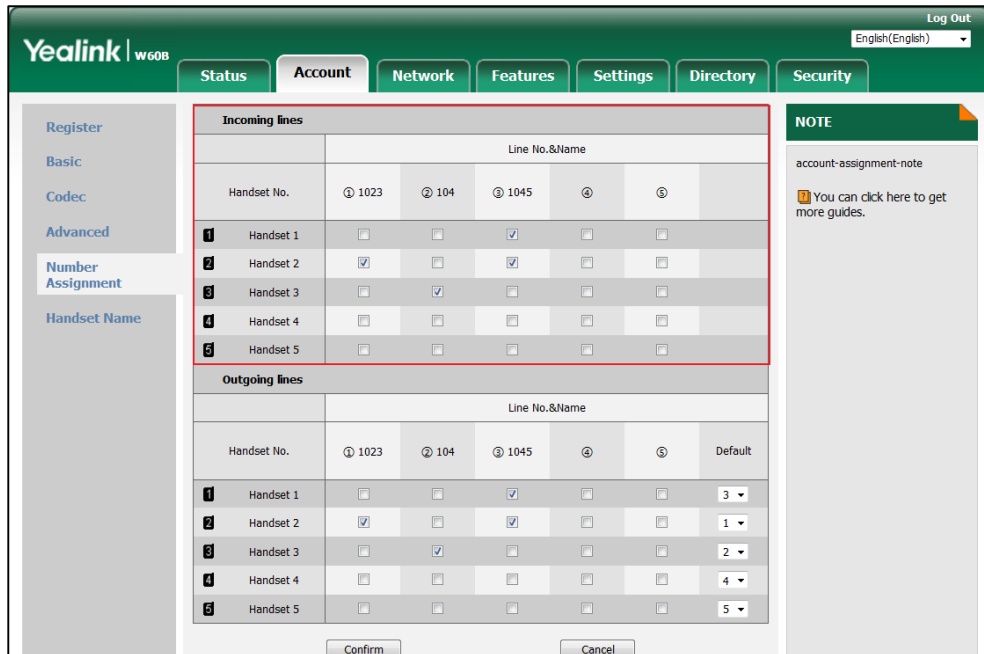 Log Out
Yealink | W60B
English(English)
Status Account Network Features Settings Directory Security
Register
Basic
Codec
Advanced
Number
Assignment
Handset Name
Incoming lines
Line No.&Name
Handset No. ① 1023 ② 104 ③ 1045 ④ ⑤
1 Handset 1
2 Handset 2
3 Handset 3
4 Handset 4
5 Handset 5
Outgoing lines
Line No.&Name
Handset No. ① 1023 ② 104 ③ 1045 ④ ⑤ Default
1 Handset 1 3
2 Handset 2 1
3 Handset 3 2
4 Handset 4 4
5 Handset 5 5
Confirm Cancel
NOTE
account-assignment-note
? You can click here to get
more guides.